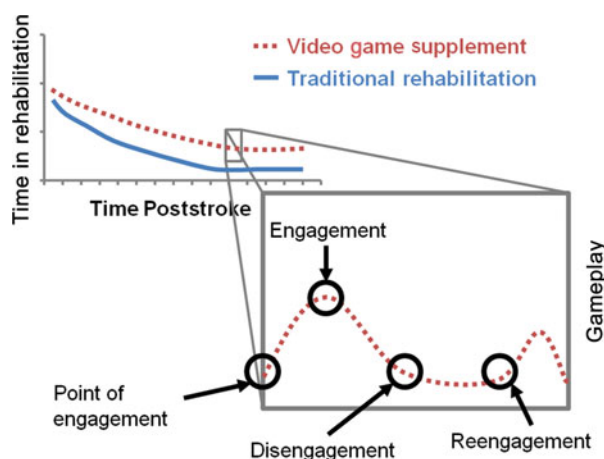 Video game supplement
Traditional rehabilitation
Time in rehabilitation
Time Poststroke
Engagement
Gameplay
Point of
engagement
Disengagement
Reengagement